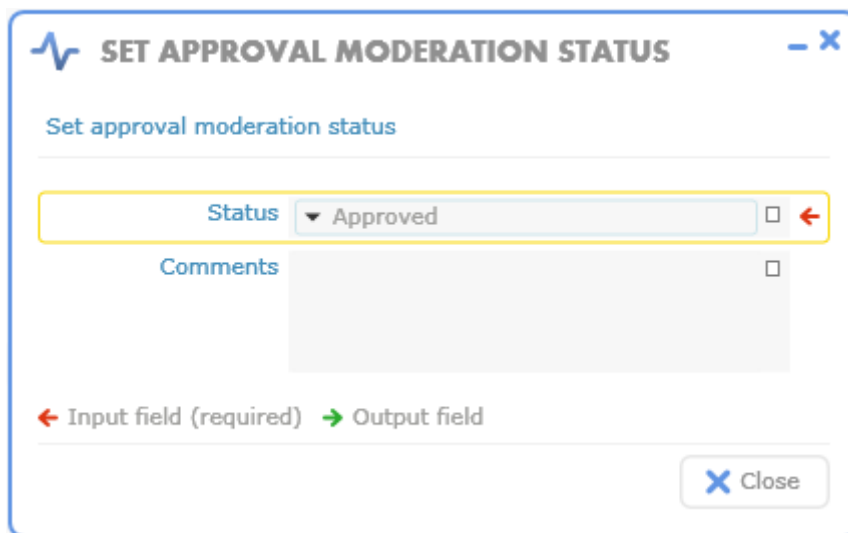 SET APPROVAL MODERATION STATUS
Set approval moderation status
Status Approved
Comments
Input field (required) Output field
Close